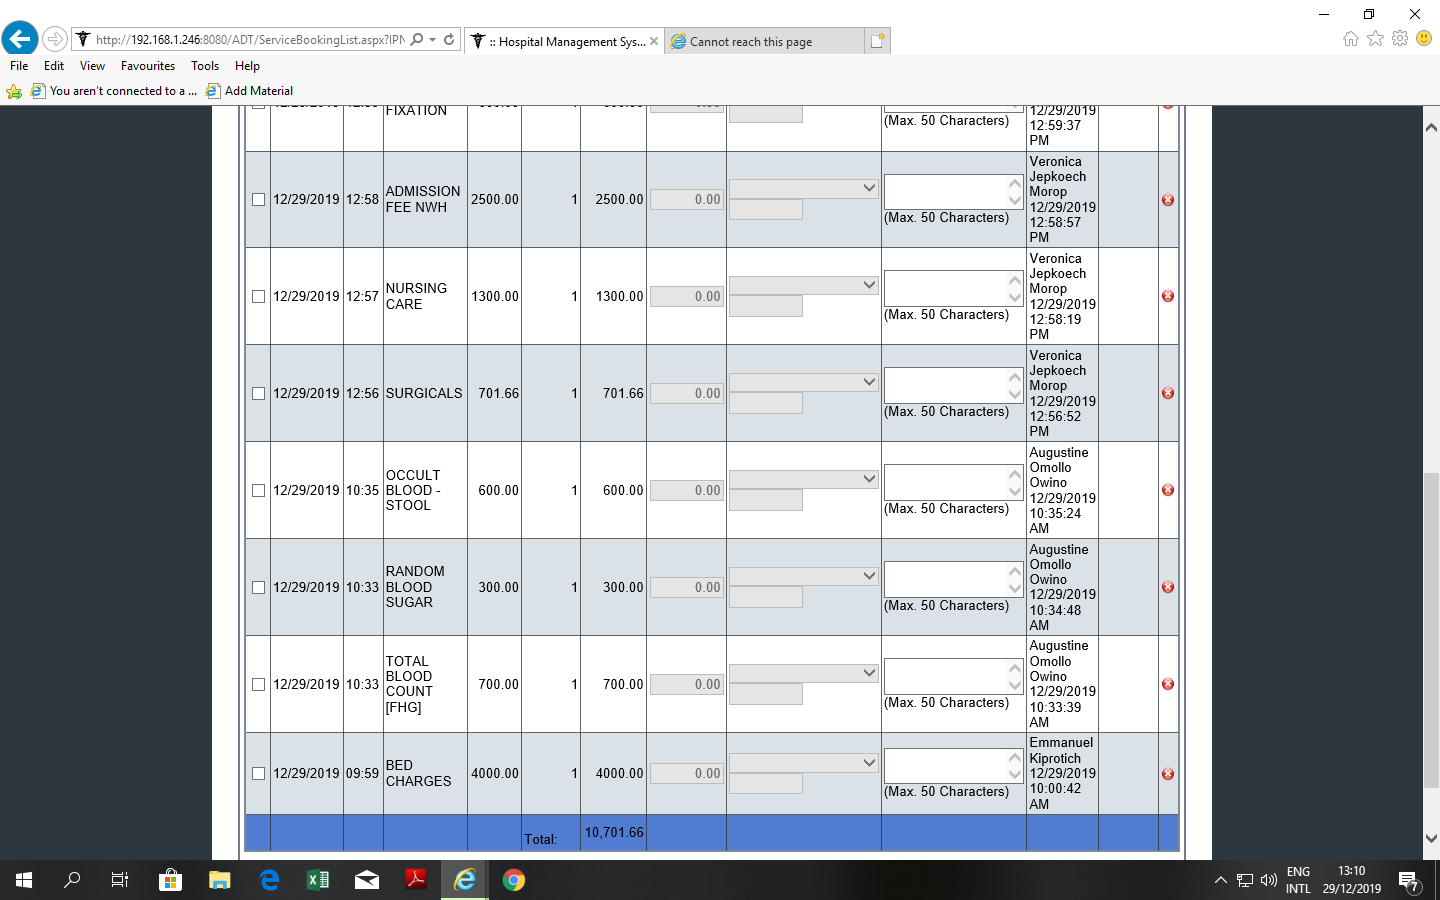 http://192.168.1.246:8080/ADT/ServiceBookingList.aspx?IPN
:: Hospital Management Sys...
Cannot reach this page
File Edit View Favourites Tools Help
You aren't connected to a ...
Add Material
FIXATION
(Max. 50 Characters)
12/29/2019
12:59:37
PM
12/29/2019 12:58 ADMISSION FEE NWH 2500.00 1 2500.00 0.00
(Max. 50 Characters)
Veronica
Jepkoech
Morop
12/29/2019
12:58:57
PM
12/29/2019 12:57 NURSING CARE 1300.00 1 1300.00 0.00
(Max. 50 Characters)
Veronica
Jepkoech
Morop
12/29/2019
12:58:19
PM
12/29/2019 12:56 SURGICALS 701.66 1 701.66 0.00
(Max. 50 Characters)
Veronica
Jepkoech
Morop
12/29/2019
12:56:52
PM
12/29/2019 10:35 OCCULT BLOOD - STOOL 600.00 1 600.00 0.00
(Max. 50 Characters)
Augustine
Omollo
Owino
12/29/2019
10:35:24
AM
12/29/2019 10:33 RANDOM BLOOD SUGAR 300.00 1 300.00 0.00
(Max. 50 Characters)
Augustine
Omollo
Owino
12/29/2019
10:34:48
AM
12/29/2019 10:33 TOTAL BLOOD COUNT [FHG] 700.00 1 700.00 0.00
(Max. 50 Characters)
Augustine
Omollo
Owino
12/29/2019
10:33:39
AM
12/29/2019 09:59 BED CHARGES 4000.00 1 4000.00 0.00
(Max. 50 Characters)
Emmanuel
Kiprotich
12/29/2019
10:00:42
AM
Total: 10,701.66
ENG
INTL
13:10
29/12/2019
7